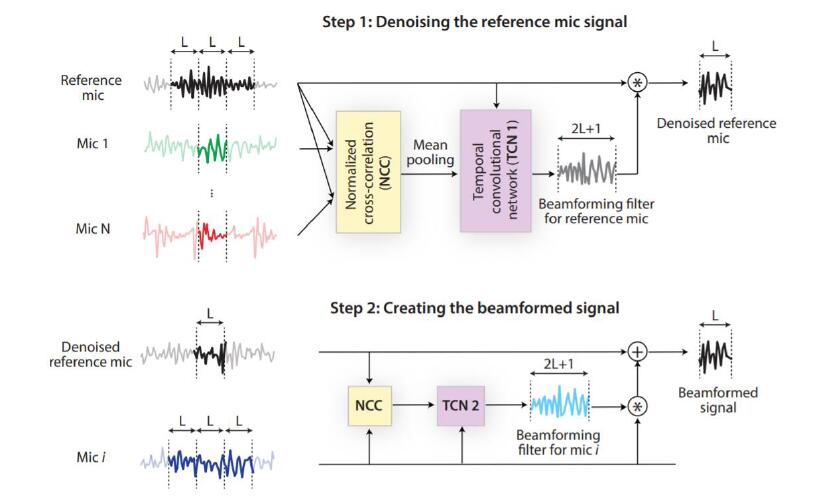 Step 1: Denoising the reference mic signal
L L L
L
Reference
mic
Mic 1
⋮
Mic N
Normalized
cross-correlation
(NCC)
Mean
pooling
Temporal
convolutional
network (TCN 1)
2L+1
Beamforming filter
for reference mic
*
Denoised reference
mic
Step 2: Creating the beamformed signal
L
L
Denoised
reference mic
+
NCC
TCN 2
2L+1
Beamforming
filter for mic i
*
Beamformed
signal
L L L
Mic i